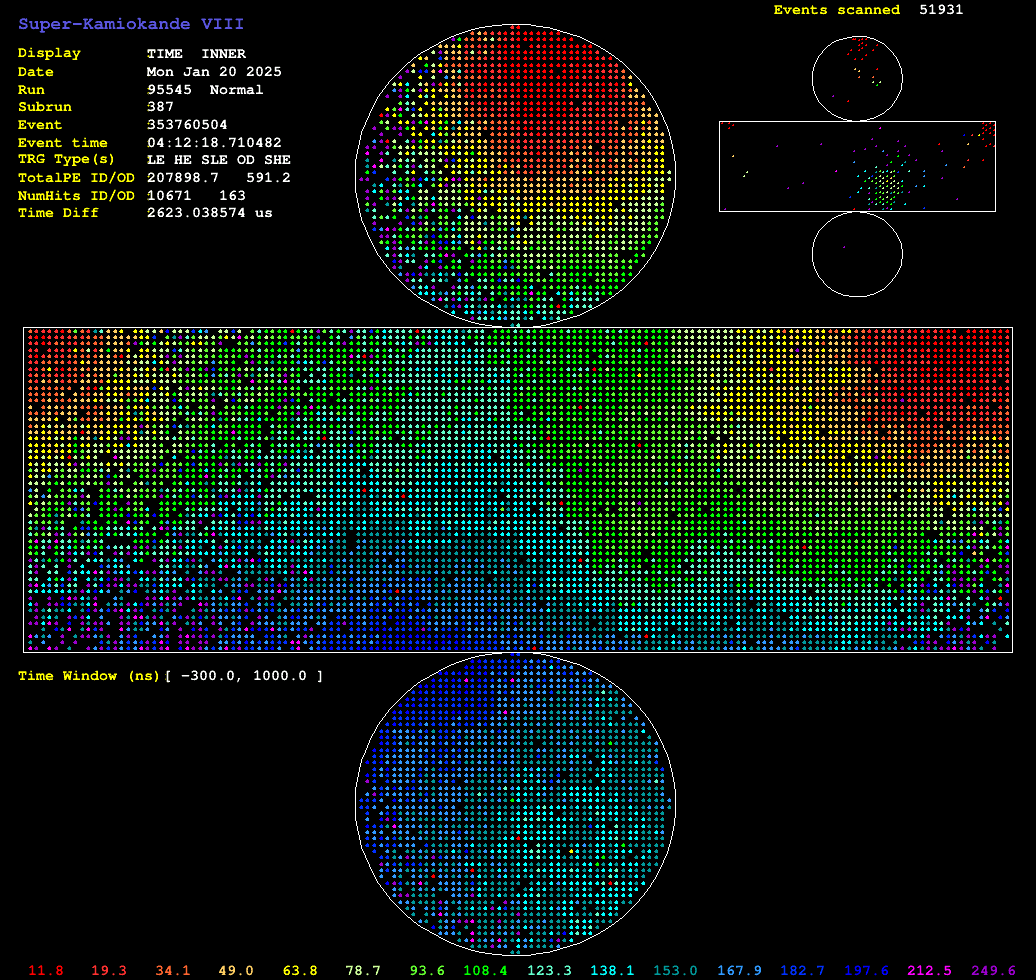 Super-Kamiokande VIII
Events scanned 51931
Display TIME INNER
Date Mon Jan 20 2025
Run 95545 Normal
Subrun 387
Event 353760504
Event time 04:12:18.710482
TRG Type(s) LE HE SLE OD SHE
TotalPE ID/OD 207898.7 591.2
NumHits ID/OD 10671 163
Time Diff 2623.038574 us
Time Window (ns)[ -300.0, 1000.0 ]
11.8 19.3 34.1 49.0 63.8 78.7 93.6 108.4 123.3 138.1 153.0 167.9 182.7 197.6 212.5 249.6